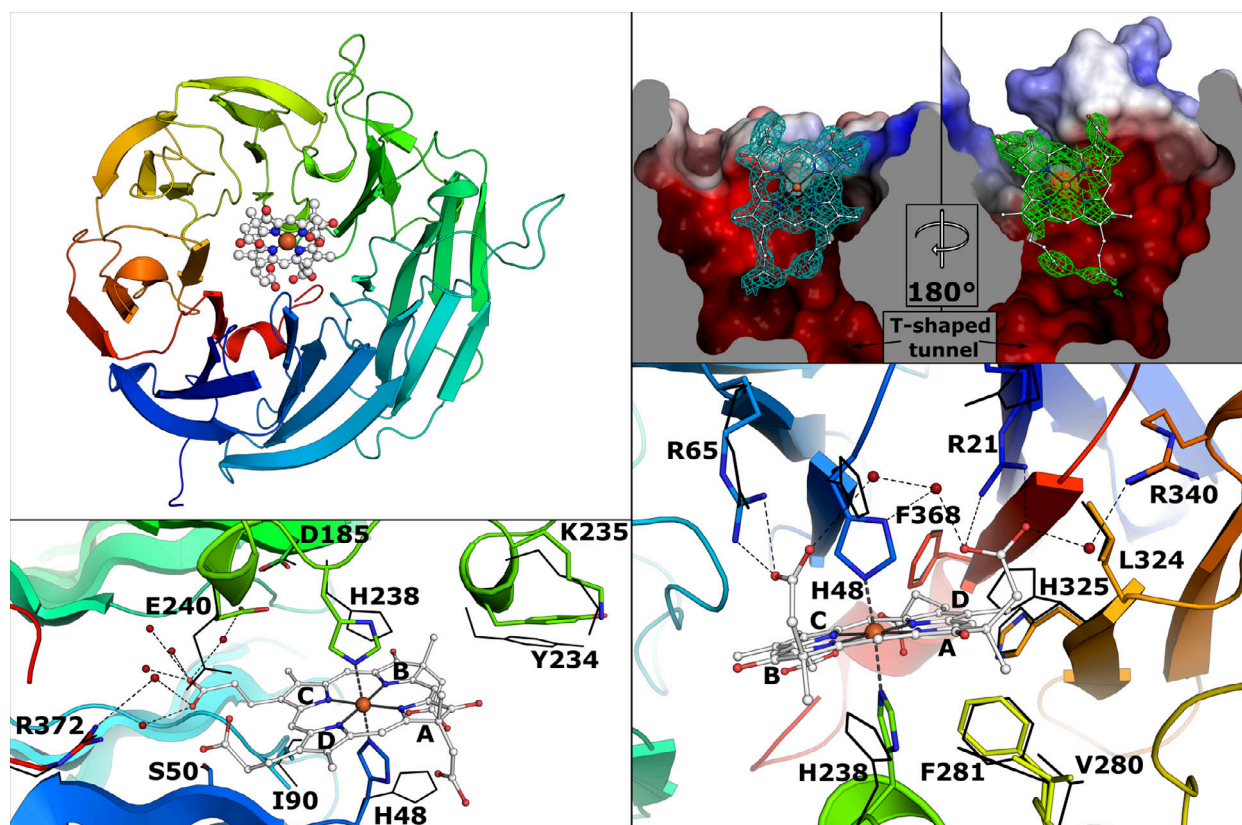 180°
T-shaped
tunnel
D185
K235
E240
H238
B
Y234
C
R372
D
A
S50
I90
H48
R65
R21
R340
F368
L324
H48
H325
D
C
A
B
H238
F281
V280